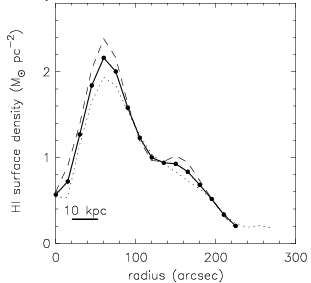 HI surface density (M⊙ pc−2)
2
1
0
10 kpc
0 100 200 300
radius (arcsec)